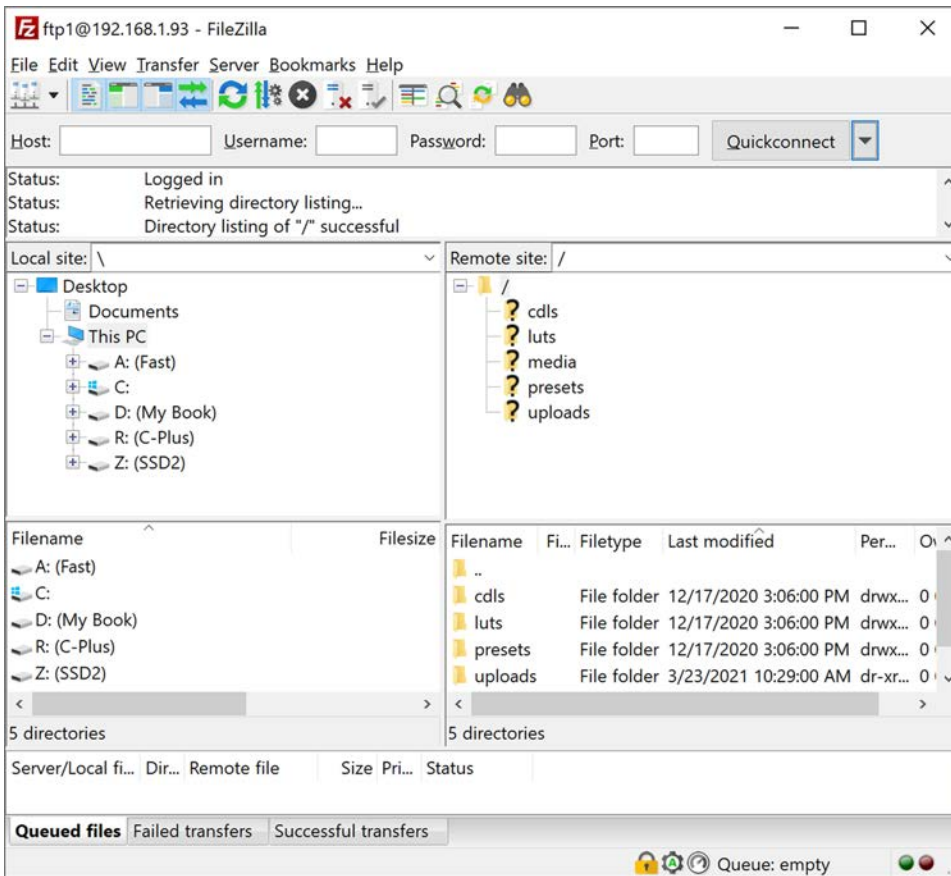 Fz ftp1@192.168.1.93 - FileZilla
File Edit View Transfer Server Bookmarks Help
Host: Username: Password: Port: Quickconnect
Status: Logged in
Status: Retrieving directory listing...
Status: Directory listing of "/" successful
Local site: \
Desktop
Documents
This PC
A: (Fast)
C:
D: (My Book)
R: (C-Plus)
Z: (SSD2)
Remote site: /
/
? cdls
? luts
? media
? presets
? uploads
Filename Filesize
A: (Fast)
C:
D: (My Book)
R: (C-Plus)
Z: (SSD2)
5 directories
Filename Fi... Filetype Last modified Per...
..
cdls File folder 12/17/2020 3:06:00 PM drwx... 0
luts File folder 12/17/2020 3:06:00 PM drwx... 0
presets File folder 12/17/2020 3:06:00 PM drwx... 0
uploads File folder 3/23/2021 10:29:00 AM dr-xr... 0
5 directories
Server/Local fi... Dir... Remote file Size Pri... Status
Queued files Failed transfers Successful transfers
Queue: empty